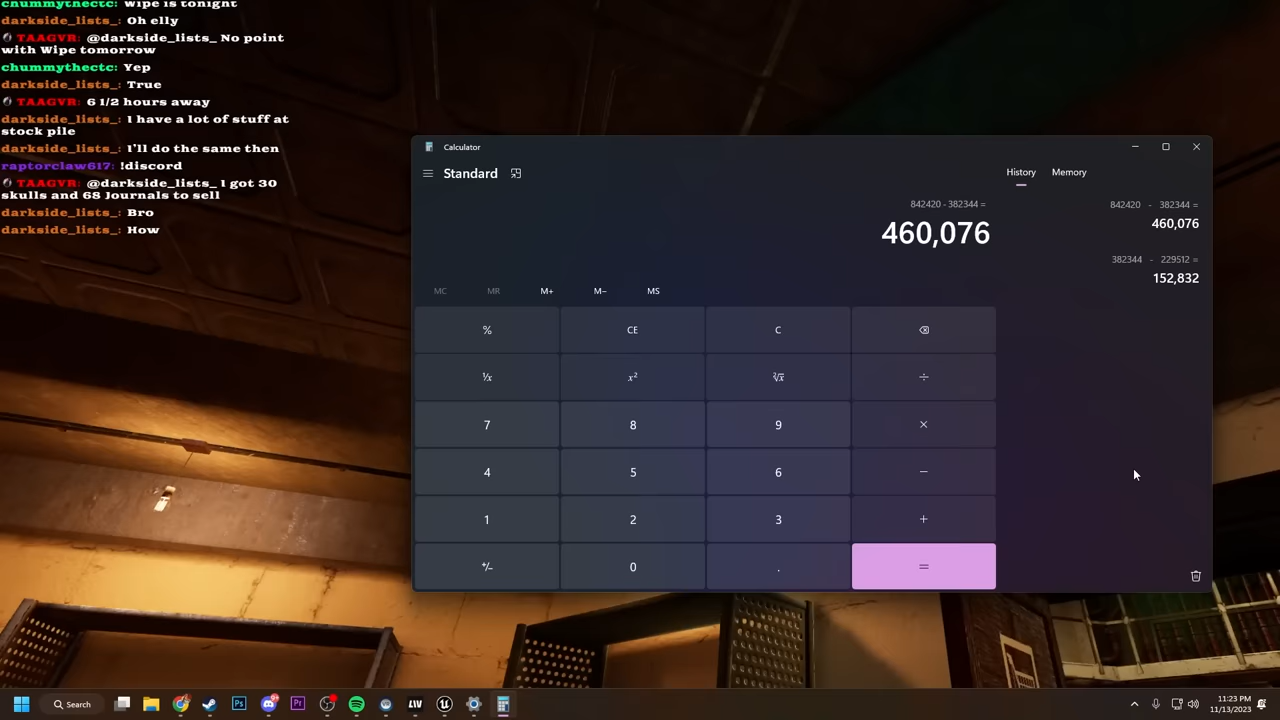 chummythectc: Wipe is tonight
darkside_lists_: Oh elly
TAAGVR: @darkside_lists_ No point
with Wipe tomorrow
chummythectc: Yep
darkside_lists_: True
TAAGVR: 6 1/2 hours away
darkside_lists_: I have a lot of stuff at
stock pile
darkside_lists_: I'll do the same then
raptorclaw617: !discord
TAAGVR: @darkside_lists_ I got 30
skulls and 68 Journals to sell
darkside_lists_: Bro
darkside_lists_: How
Calculator
Standard
History Memory
842420 - 382344 =
460,076
842420 - 382344 =
460,076
382344 - 229512 =
152,832
MC MR M+ M− MS
% CE C
¹/x x² ²√x ÷
7 8 9 ×
4 5 6 −
1 2 3 +
+/− 0 . =
Search
11:23 PM
11/13/2023